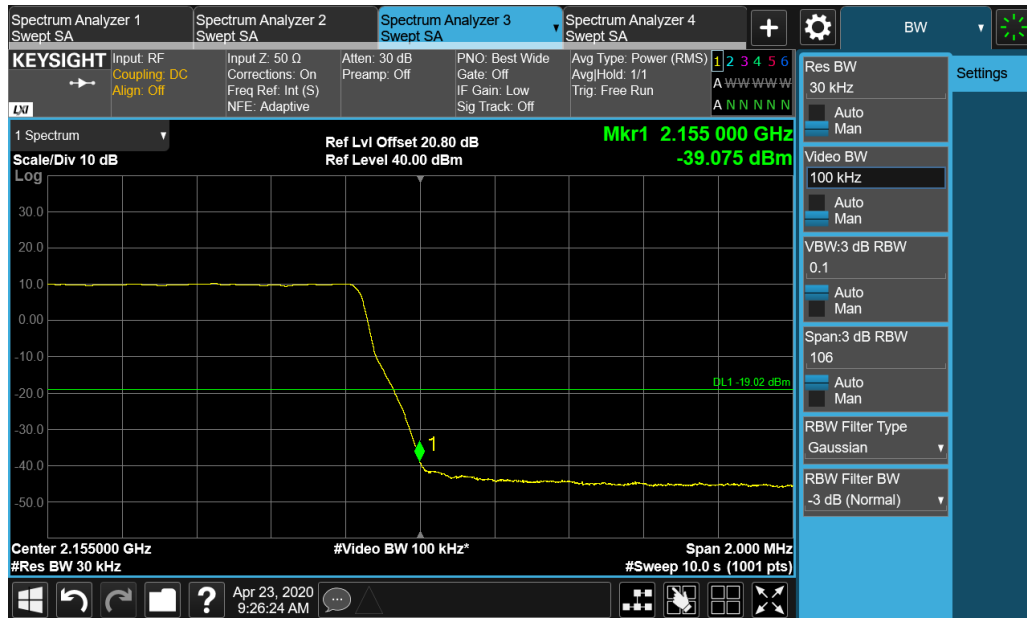 Spectrum Analyzer 1
Swept SA
Spectrum Analyzer 2
Swept SA
Spectrum Analyzer 3
Swept SA
Spectrum Analyzer 4
Swept SA
BW
KEYSIGHT
LXI
Input: RF
Coupling: DC
Align: Off
Input Z: 50 Ω
Corrections: On
Freq Ref: Int (S)
NFE: Adaptive
Atten: 30 dB
Preamp: Off
PNO: Best Wide
Gate: Off
IF Gain: Low
Sig Track: Off
Avg Type: Power (RMS)
Avg|Hold: 1/1
Trig: Free Run
1 2 3 4 5 6
A W W W W W
A N N N N N
1 Spectrum
Scale/Div 10 dB
Log
Ref Lvl Offset 20.80 dB
Ref Level 40.00 dBm
Mkr1 2.155 000 GHz
-39.075 dBm
30.0
20.0
10.0
0.00
-10.0
-20.0
-30.0
-40.0
-50.0
DL1 -19.02 dBm
1
Center 2.155000 GHz
#Res BW 30 kHz
#Video BW 100 kHz*
Span 2.000 MHz
#Sweep 10.0 s (1001 pts)
Res BW
30 kHz
Auto
Man
Video BW
100 kHz
Auto
Man
VBW:3 dB RBW
0.1
Auto
Man
Span:3 dB RBW
106
Auto
Man
RBW Filter Type
Gaussian
RBW Filter BW
-3 dB (Normal)
Settings
?
Apr 23, 2020
9:26:24 AM